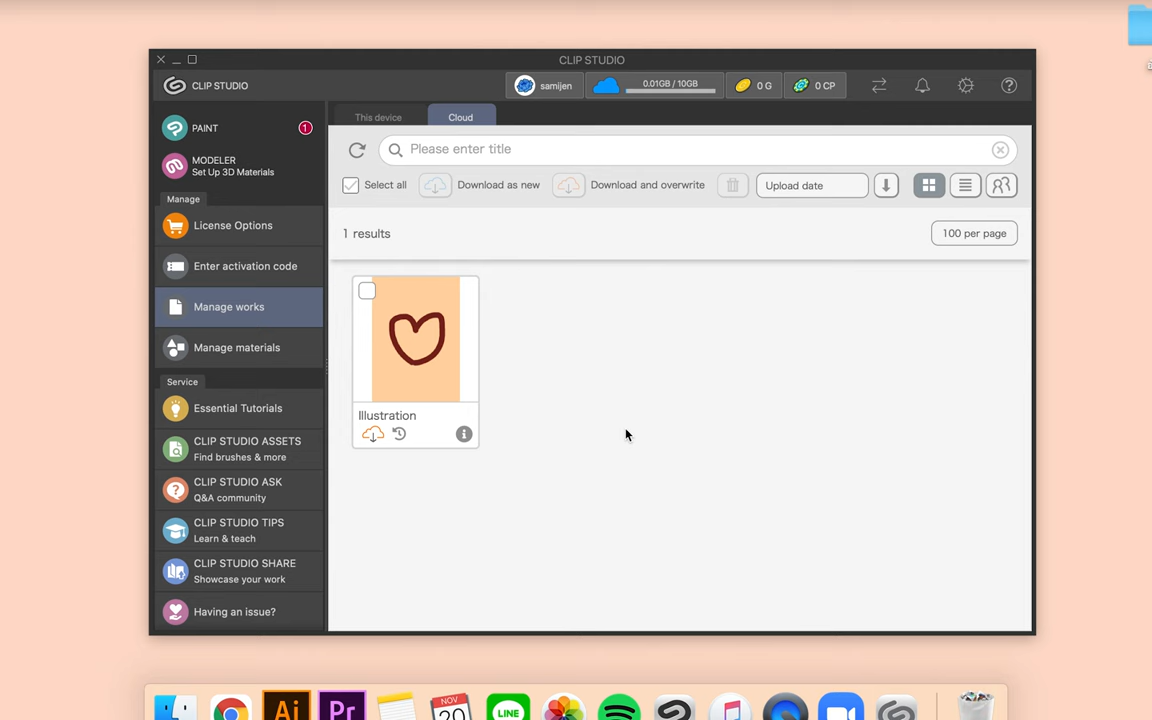 CLIP STUDIO
CLIP STUDIO
samijen
0.01GB / 10GB
0 G
0 CP
PAINT
1
MODELER
Set Up 3D Materials
Manage
License Options
Enter activation code
Manage works
Manage materials
Service
Essential Tutorials
CLIP STUDIO ASSETS
Find brushes & more
CLIP STUDIO ASK
Q&A community
CLIP STUDIO TIPS
Learn & teach
CLIP STUDIO SHARE
Showcase your work
Having an issue?
This device
Cloud
Please enter title
Select all
Download as new
Download and overwrite
Upload date
1 results
100 per page
Illustration
Ai
Pr
NOV
20
LINE